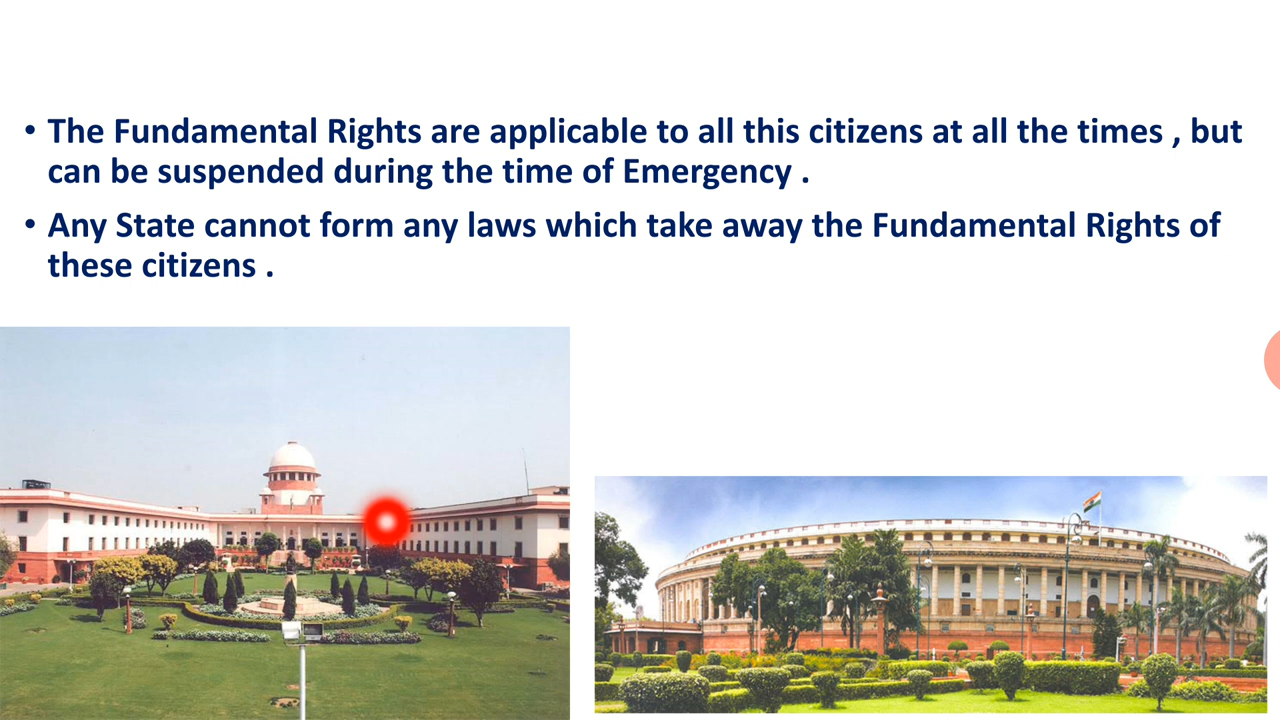 • The Fundamental Rights are applicable to all this citizens at all the times , but
can be suspended during the time of Emergency .
• Any State cannot form any laws which take away the Fundamental Rights of
these citizens .